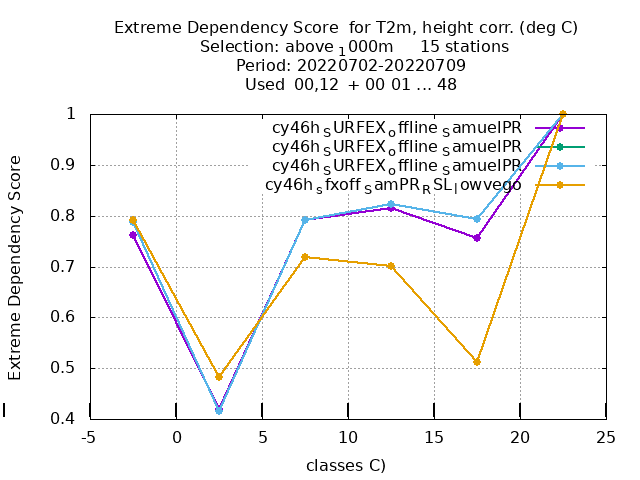 Extreme Dependency Score for T2m, height corr. (deg C)
Selection: above 1000m 15 stations
Period: 20220702-20220709
Used 00,12 + 00 01 ... 48
cy46h SURFEX offline SamuelPR
cy46h SURFEX offline SamuelPR
cy46h SURFEX offline SamuelPR
cy46h sfxoff SamPR RSL lowvego
Extreme Dependency Score
1
0.9
0.8
0.7
0.6
0.5
0.4
-5 0 5 10 15 20 25
classes C)